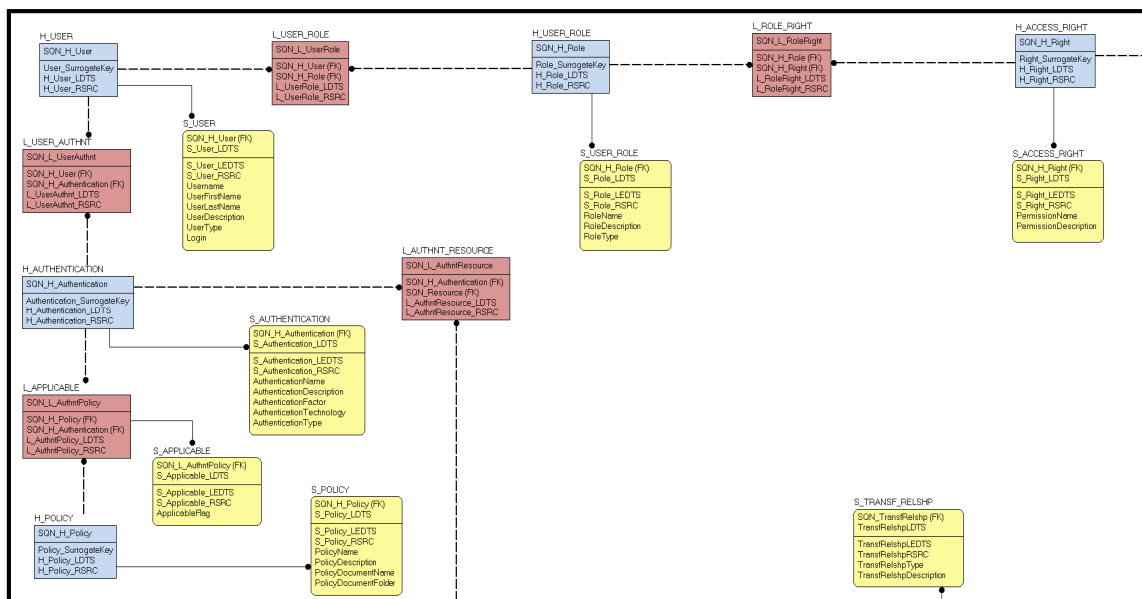 H_USER
SQN_H_User
User_SurrogateKey
H_User_LDTS
H_User_RSRC
L_USER_ROLE
SQN_L_UserRole
SQN_H_User (FK)
SQN_H_Role (FK)
L_UserRole_LDTS
L_UserRole_RSRC
H_USER_ROLE
SQN_H_Role
Role_SurrogateKey
H_Role_LDTS
H_Role_RSRC
L_ROLE_RIGHT
SQN_L_RoleRight
SQN_H_Role (FK)
SQN_H_Right (FK)
L_RoleRight_LDTS
L_RoleRight_RSRC
H_ACCESS_RIGHT
SQN_H_Right
Right_SurrogateKey
H_Right_LDTS
H_Right_RSRC
L_USER_AUTHNT
SQN_L_UserAuthnt
SQN_H_User (FK)
SQN_H_Authentication (FK)
L_UserAuthnt_LDTS
L_UserAuthnt_RSRC
S_USER
SQN_H_User (FK)
S_User_LDTS
S_User_LEDTS
S_User_RSRC
Username
UserFirstName
UserLastName
UserDescription
UserType
Login
S_USER_ROLE
SQN_H_Role (FK)
S_Role_LDTS
S_Role_LEDTS
S_Role_RSRC
RoleName
RoleDescription
RoleType
S_ACCESS_RIGHT
SQN_H_Right (FK)
S_Right_LDTS
S_Right_LEDTS
S_Right_RSRC
PermissionName
PermissionDescription
H_AUTHENTICATION
SQN_H_Authentication
Authentication_SurrogateKey
H_Authentication_LDTS
H_Authentication_RSRC
L_AUTHNT_RESOURCE
SQN_L_AuthntResource
SQN_H_Authentication (FK)
SQN_Resource (FK)
L_AuthntResource_LDTS
L_AuthntResource_RSRC
S_AUTHENTICATION
SQN_H_Authentication (FK)
S_Authentication_LDTS
S_Authentication_LEDTS
S_Authentication_RSRC
AuthenticationName
AuthenticationDescription
AuthenticationFactor
AuthenticationTechnology
AuthenticationType
L_APPLICABLE
SQN_L_AuthntPolicy
SQN_H_Policy (FK)
SQN_H_Authentication (FK)
L_AuthntPolicy_LDTS
L_AuthntPolicy_RSRC
S_APPLICABLE
SQN_L_AuthntPolicy (FK)
S_Applicable_LDTS
S_Applicable_LEDTS
S_Applicable_RSRC
ApplicableFlag
H_POLICY
SQN_H_Policy
Policy_SurrogateKey
H_Policy_LDTS
H_Policy_RSRC
S_POLICY
SQN_H_Policy (FK)
S_Policy_LDTS
S_Policy_LEDTS
S_Policy_RSRC
PolicyName
PolicyDescription
PolicyDocumentName
PolicyDocumentFolder
S_TRANSF_RELSHP
SQN_TransfRelshp (FK)
TransfRelshpLDTS
TransfRelshpLEDTS
TransfRelshpRSRC
TransfRelshpType
TransfRelshpDescription